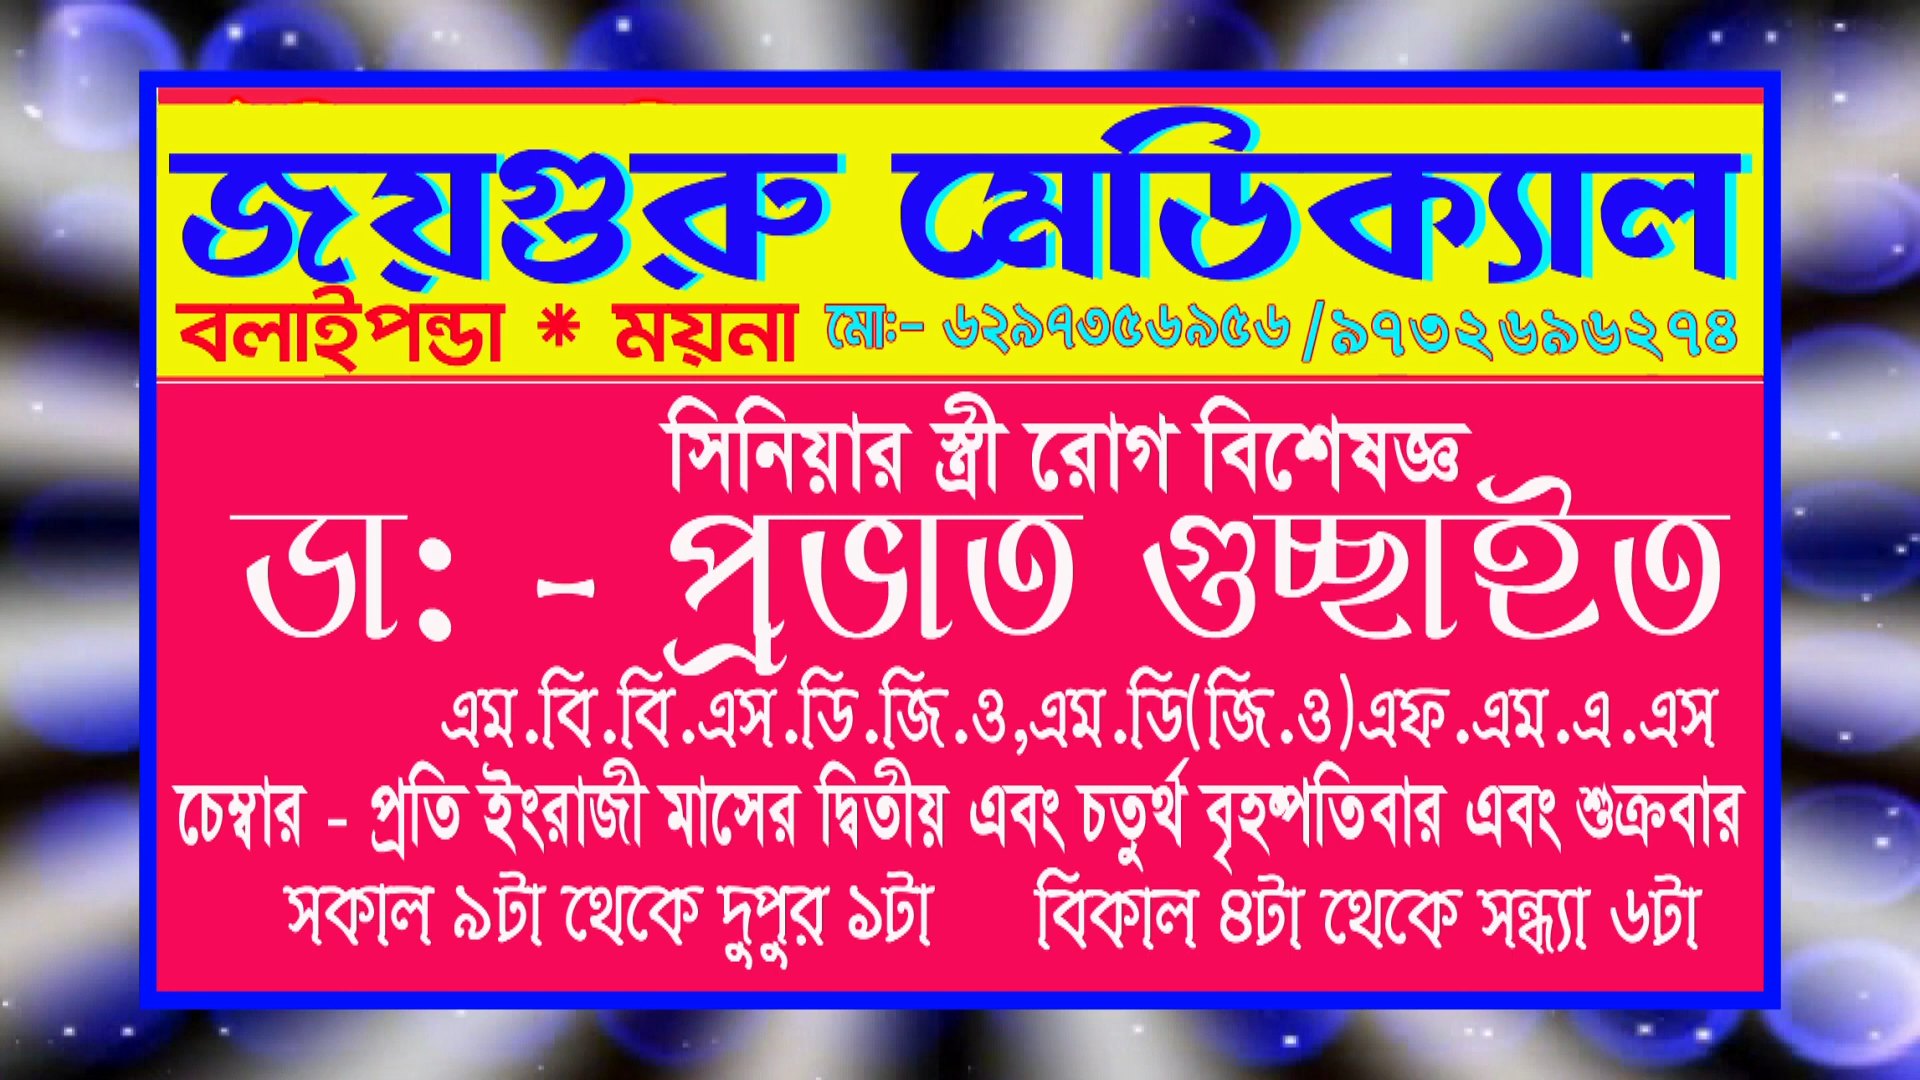 জয়গুরু মেডিক্যাল
বলাইপন্ডা * ময়না মো:- ৬২৯৭৩৫৬৯৫৬ /৯৭৩২৬৯৬২৭৪
সিনিয়ার স্ত্রী রোগ বিশেষজ্ঞ
ডা: - প্রভাত গুচ্ছাইত
এম.বি.বি.এস.ডি.জি.ও,এম.ডি(জি.ও)এফ.এম.এ.এস
চেম্বার - প্রতি ইংরাজী মাসের দ্বিতীয় এবং চতুর্থ বৃহষ্পতিবার এবং শুক্রবার
সকাল ৯টা থেকে দুপুর ১টা বিকাল ৪টা থেকে সন্ধ্যা ৬টা